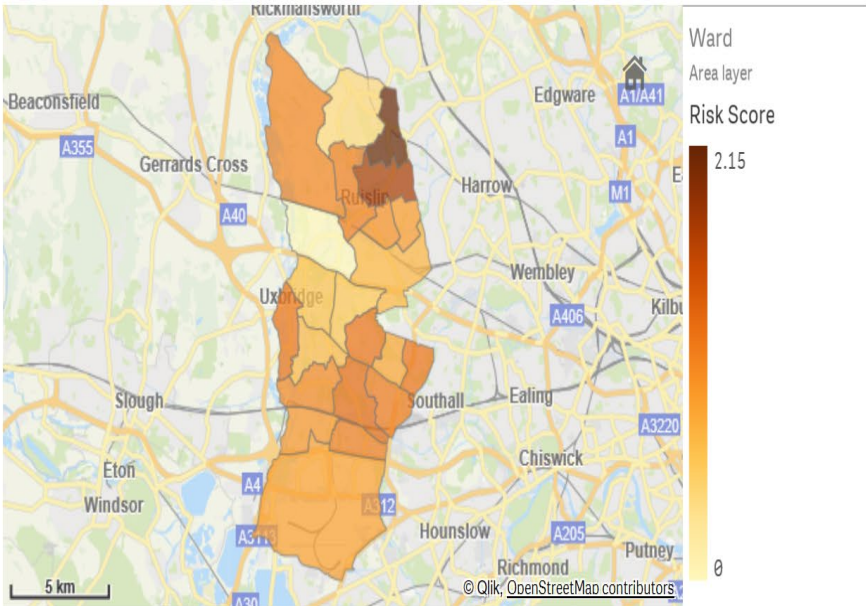 Rickmansworth
Beaconsfield
Edgware
A1/A41
A1
A355
Gerrards Cross
Harrow
M1
Ruislip
A40
Wembley
Uxbridge
A406
Slough
Southall
Ealing
A3220
Chiswick
Eton
A4
Windsor
A312
A3113
Hounslow
A205
Putney
Richmond
A30
5 km
© Qlik, OpenStreetMap contributors
Ward
Area layer
Risk Score
2.15
0